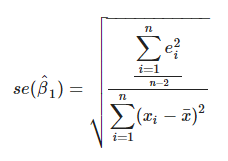 se(β̂₁) = √( ( ∑ᵢ₌₁ⁿ eᵢ² / (n−2) ) / ∑ᵢ₌₁ⁿ (xᵢ − x̄)² )